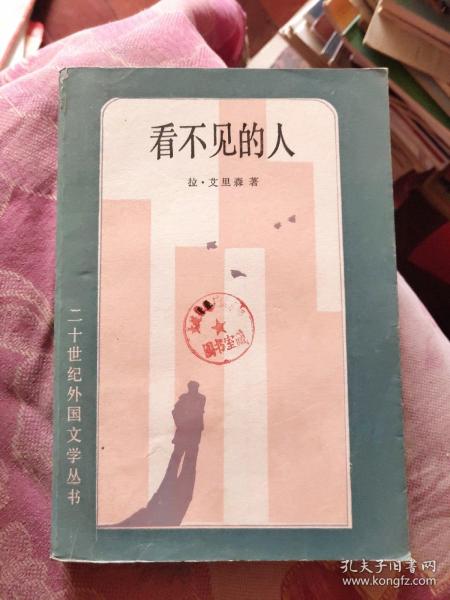 看不见的人
拉·艾里森著
二十世纪外国文学丛书
图书室藏
孔夫子旧书网
www.kongfz.com